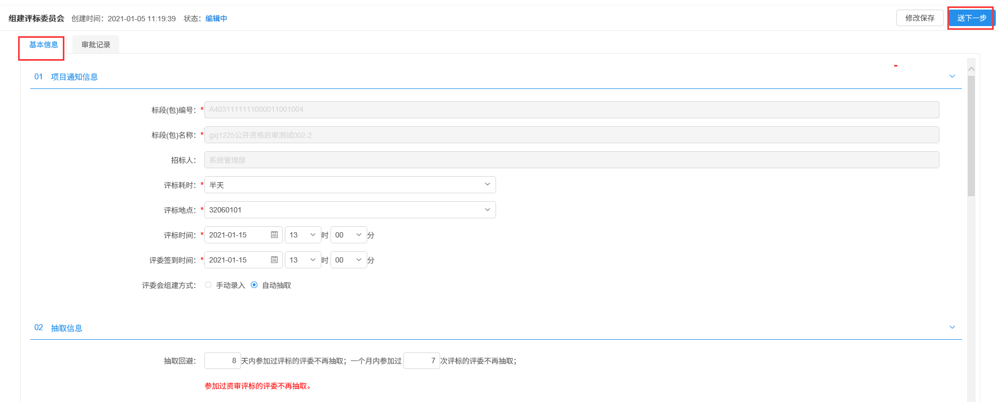 组建评标委员会 创建时间：2021-01-05 11:19:39 状态：编辑中 修改保存 送下一步
基本信息 审批记录
01 项目通知信息
标段(包)编号：*A4031111111000011001004
标段(包)名称：*gxj1225公开资格后审测试002-2
招标人：系统管理部
评标耗时：*半天
评标地点：*32060101
评标时间：*2021-01-15 13 时 00 分
评委签到时间：*2021-01-15 13 时 00 分
评委会组建方式：手动录入 自动抽取
02 抽取信息
抽取回避：8 天内参加过评标的评委不再抽取；一个月内参加过 7 次评标的评委不再抽取；
参加过资审评标的评委不再抽取。